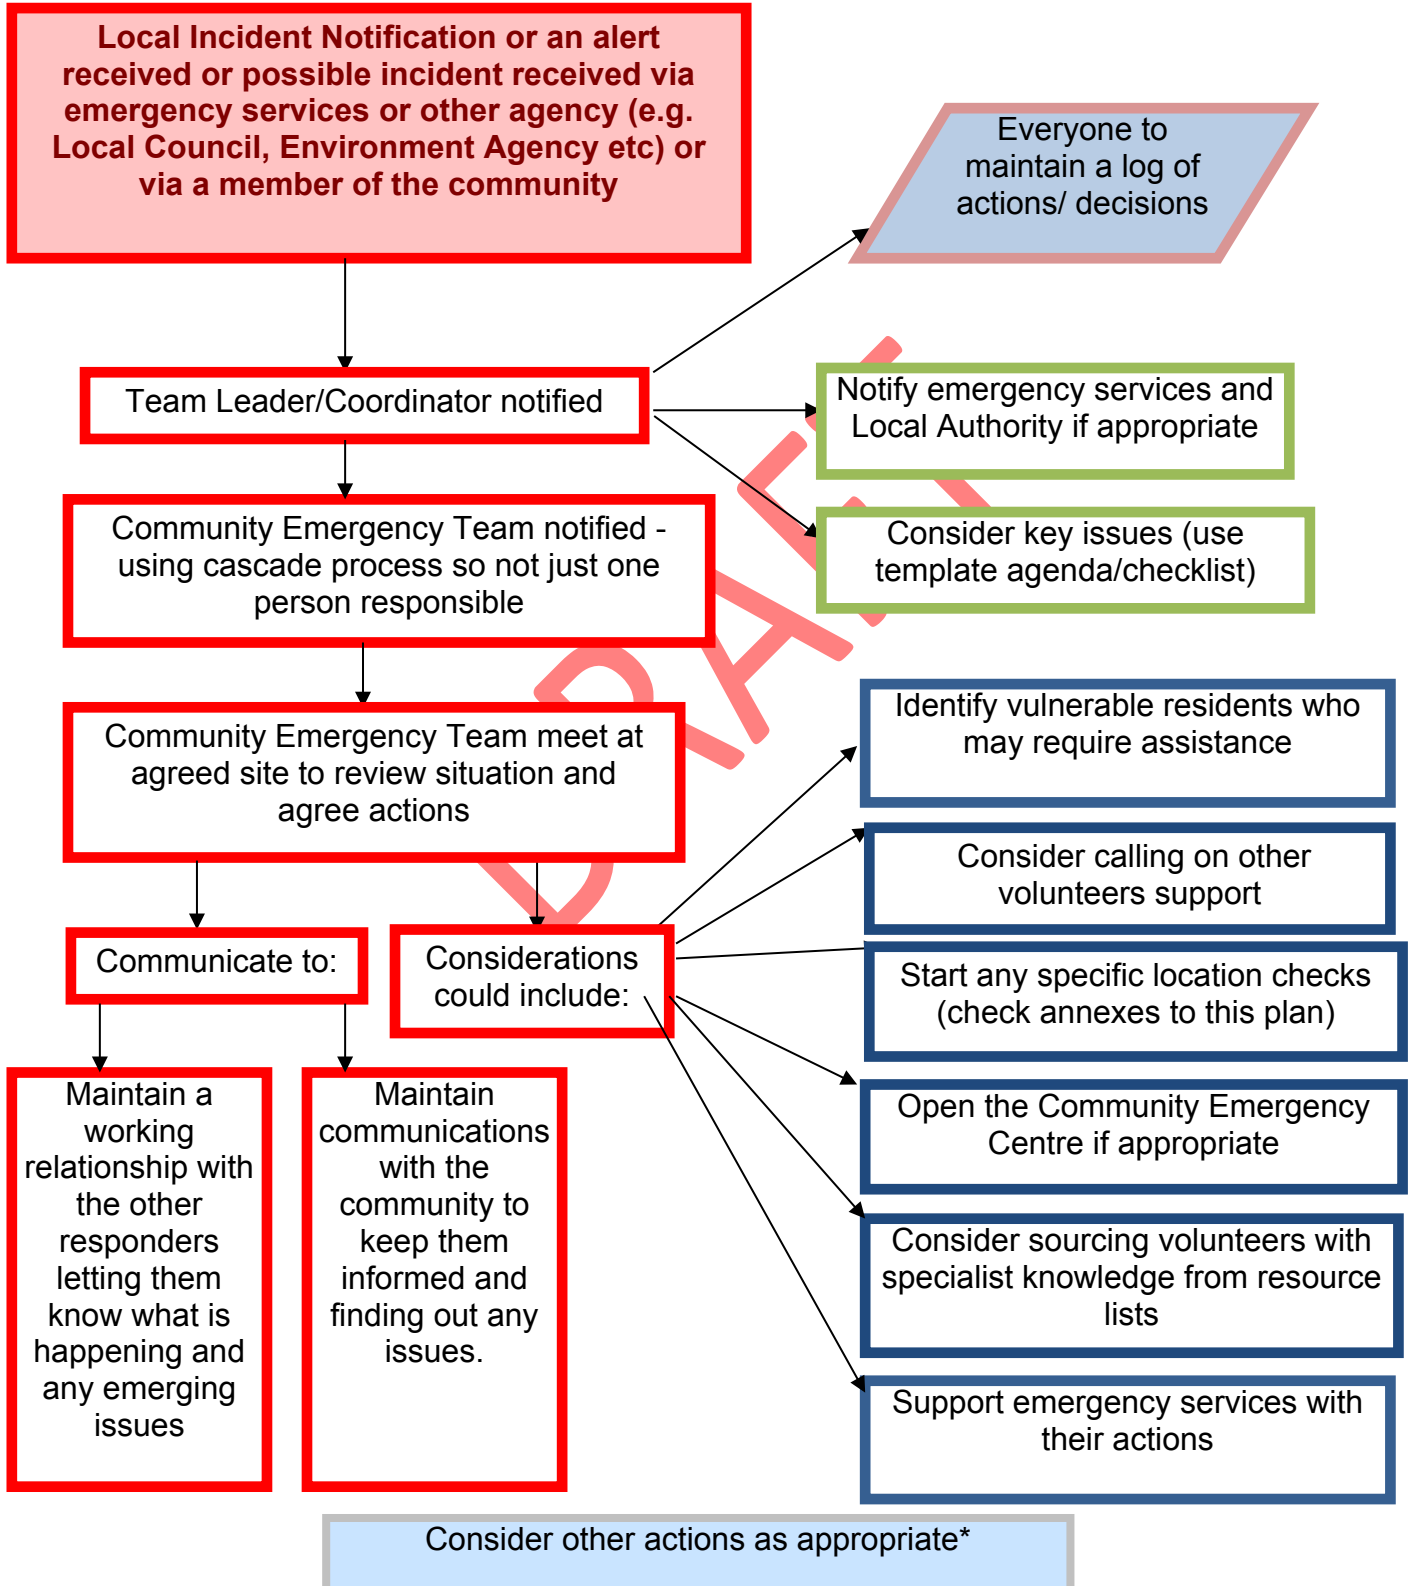 Local Incident Notification or an alert
received or possible incident received via
emergency services or other agency (e.g.
Local Council, Environment Agency etc) or
via a member of the community
Everyone to
maintain a log of
actions/ decisions
Team Leader/Coordinator notified
Notify emergency services and
Local Authority if appropriate
Community Emergency Team notified -
using cascade process so not just one
person responsible
Consider key issues (use
template agenda/checklist)
Community Emergency Team meet at
agreed site to review situation and
agree actions
Identify vulnerable residents who
may require assistance
Consider calling on other
volunteers support
Communicate to:
Considerations
could include:
Start any specific location checks
(check annexes to this plan)
Open the Community Emergency
Centre if appropriate
Maintain a
working
relationship with
the other
responders
letting them
know what is
happening and
any emerging
issues
Maintain
communications
with the
community to
keep them
informed and
finding out any
issues.
Consider sourcing volunteers with
specialist knowledge from resource
lists
Support emergency services with
their actions
Consider other actions as appropriate*
DRAFT